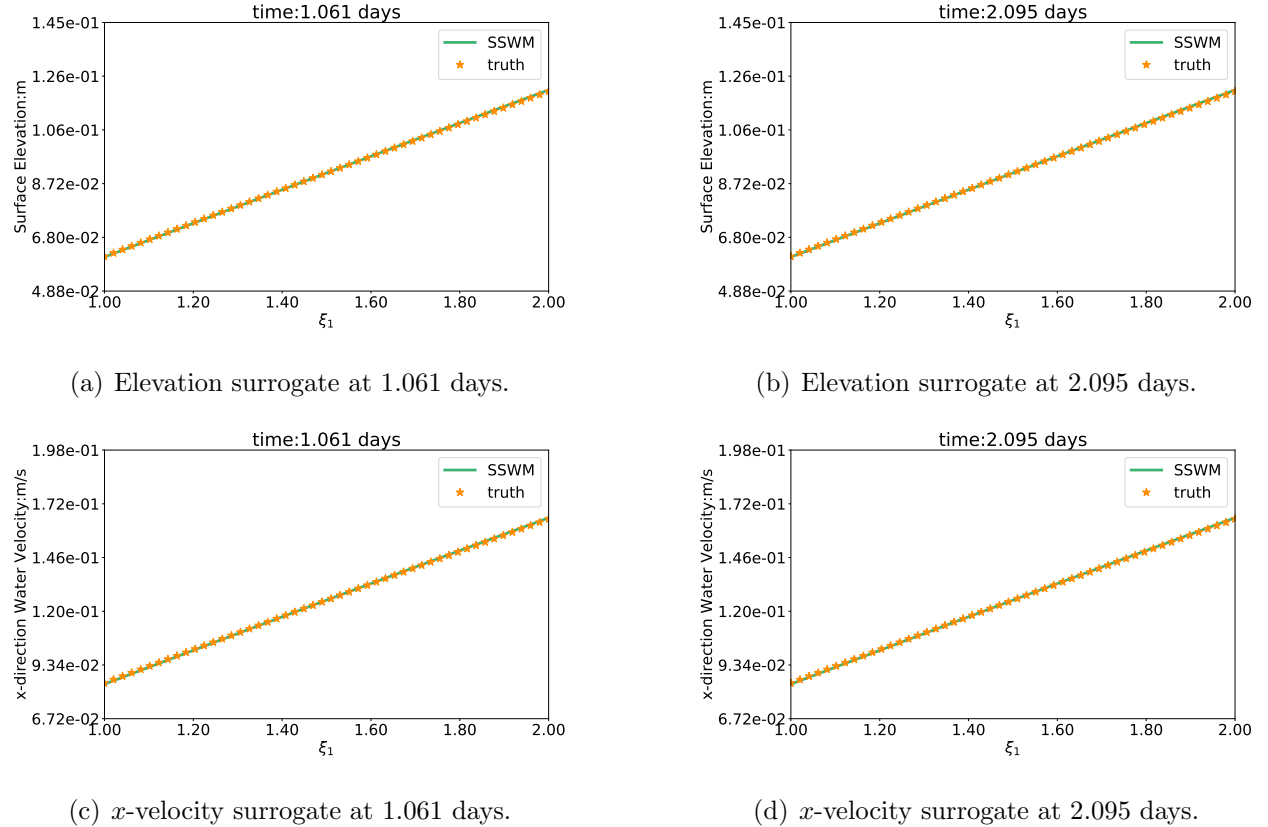 time:1.061 days
1.45e-01
1.26e-01
1.06e-01
8.72e-02
6.80e-02
4.88e-02
Surface Elevation:m
SSWM
truth
1.00 1.20 1.40 1.60 1.80 2.00
ξ1
(a) Elevation surrogate at 1.061 days.
time:2.095 days
1.45e-01
1.26e-01
1.06e-01
8.72e-02
6.80e-02
4.88e-02
Surface Elevation:m
SSWM
truth
1.00 1.20 1.40 1.60 1.80 2.00
ξ1
(b) Elevation surrogate at 2.095 days.
time:1.061 days
1.98e-01
1.72e-01
1.46e-01
1.20e-01
9.34e-02
6.72e-02
x-direction Water Velocity:m/s
SSWM
truth
1.00 1.20 1.40 1.60 1.80 2.00
ξ1
(c) x-velocity surrogate at 1.061 days.
time:2.095 days
1.98e-01
1.72e-01
1.46e-01
1.20e-01
9.34e-02
6.72e-02
x-direction Water Velocity:m/s
SSWM
truth
1.00 1.20 1.40 1.60 1.80 2.00
ξ1
(d) x-velocity surrogate at 2.095 days.